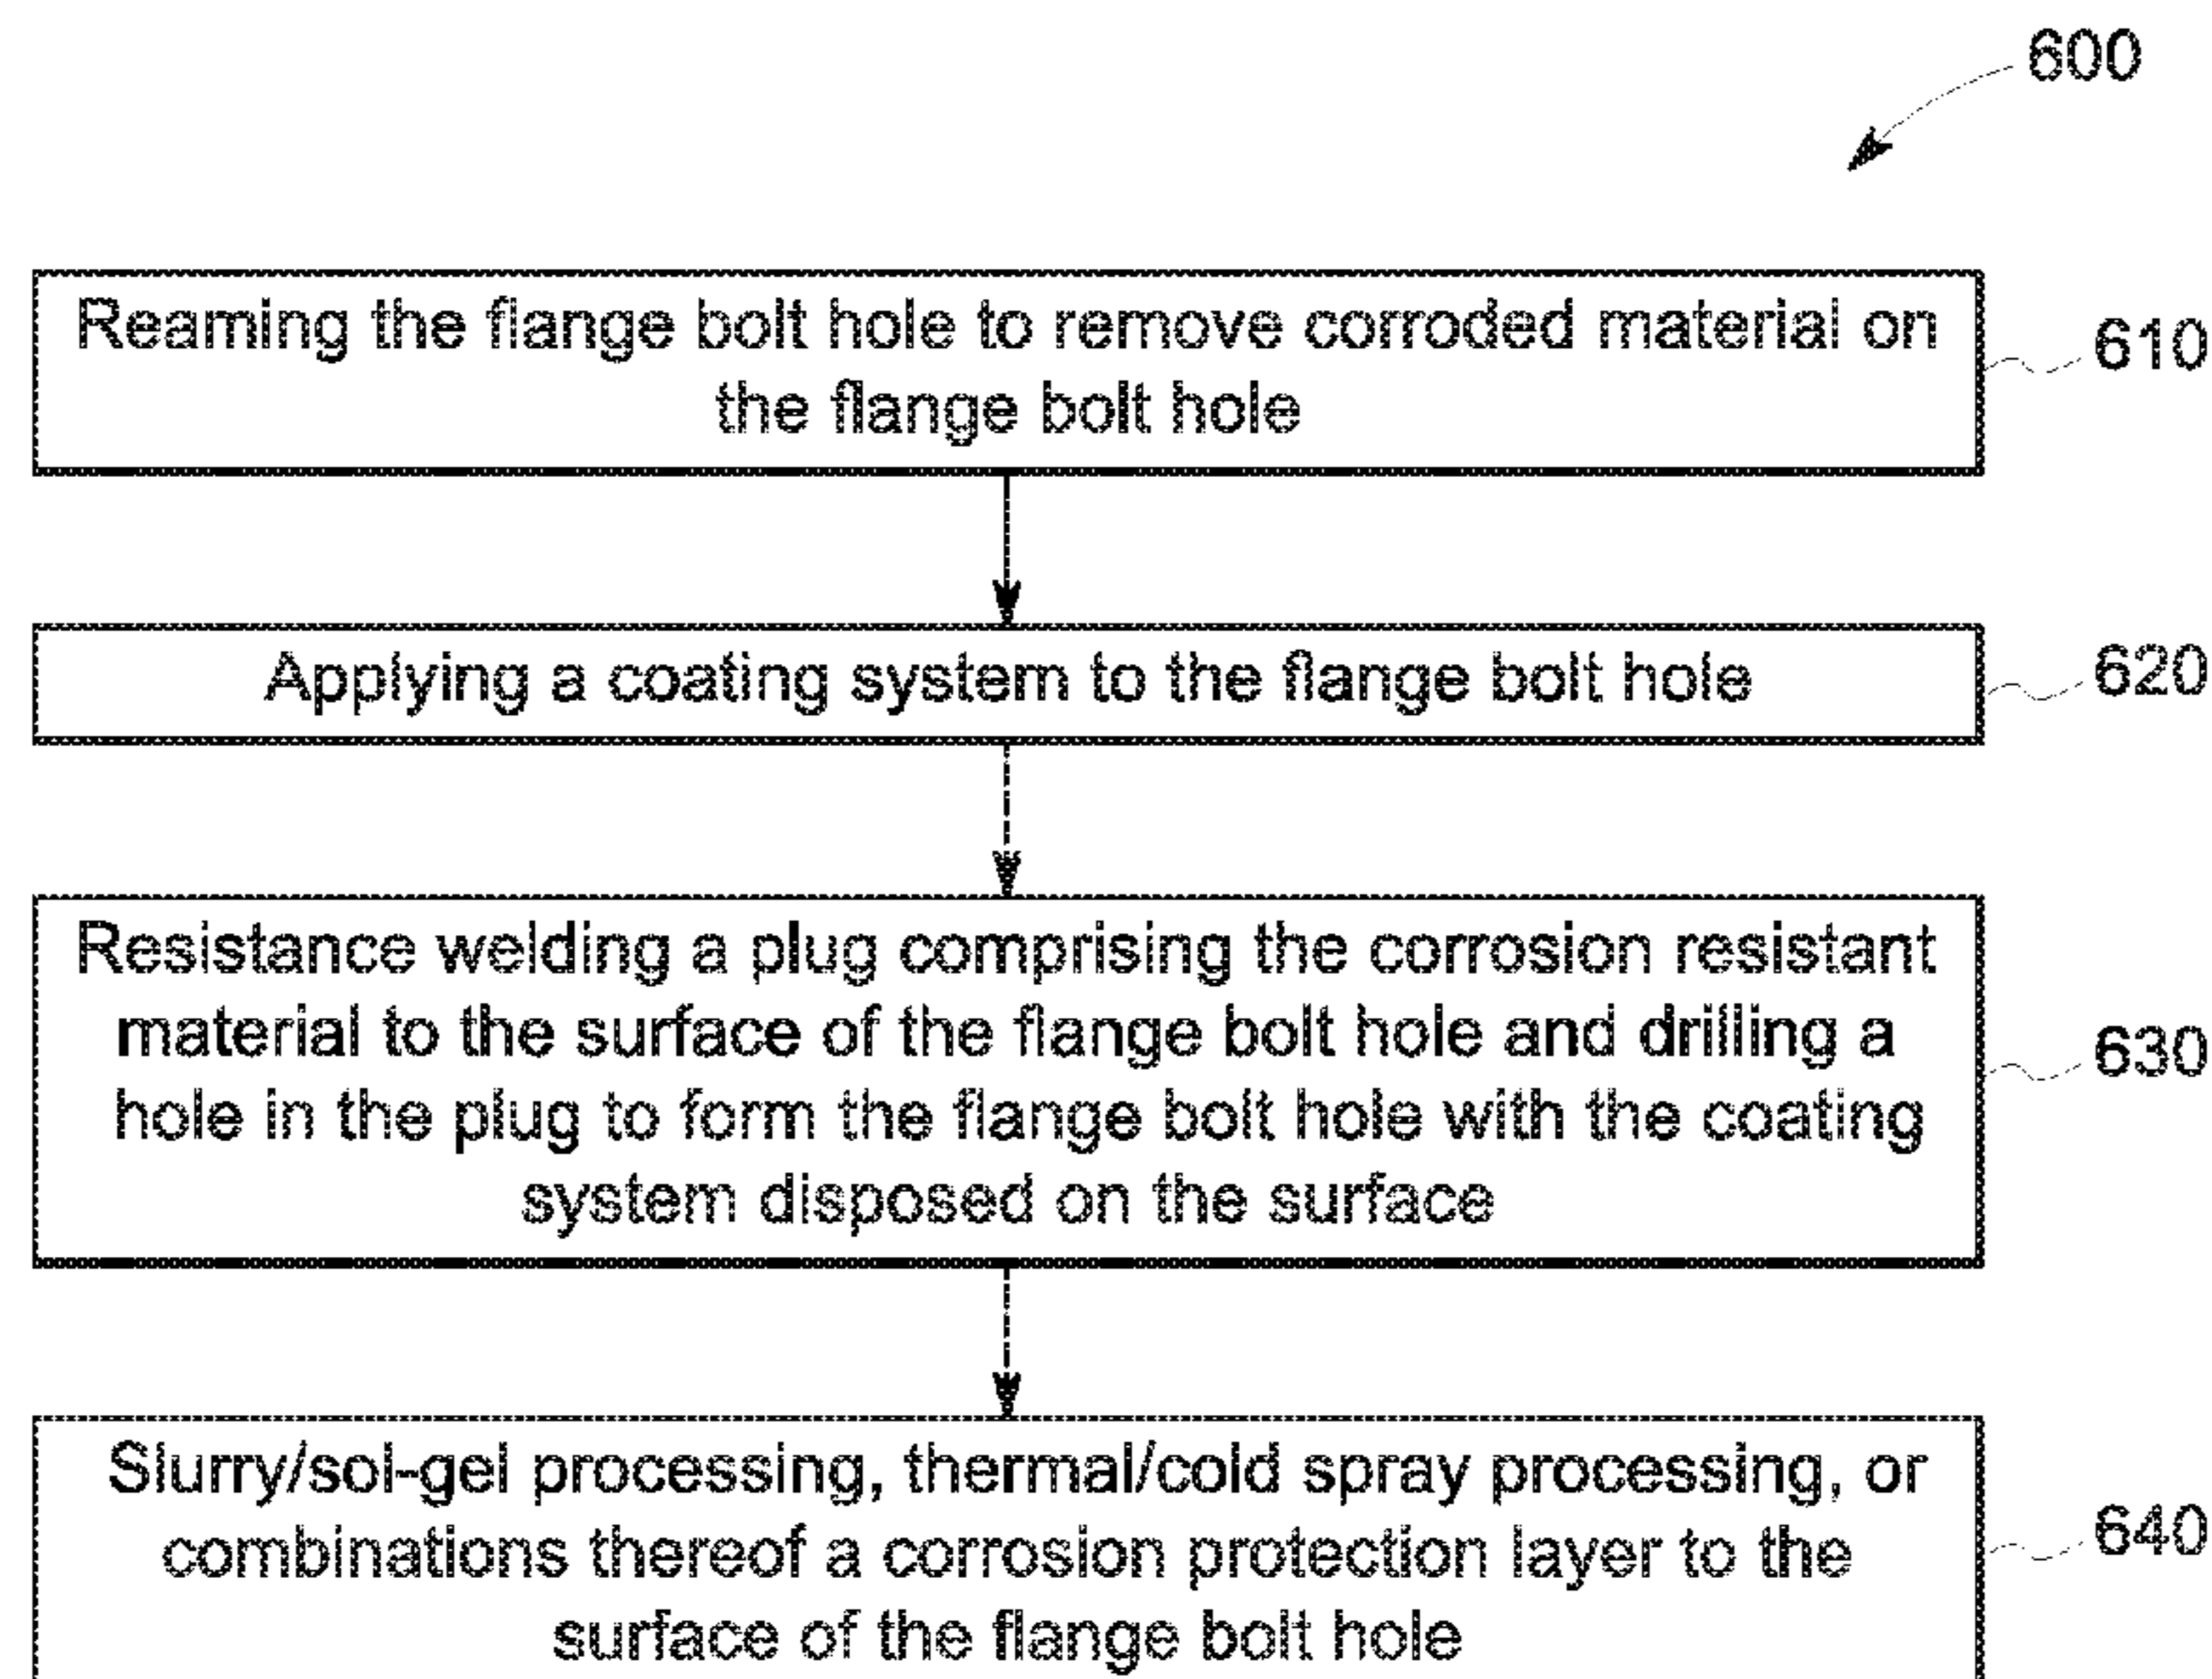 600
Reaming the flange bolt hole to remove corroded material on
the flange bolt hole
610
Applying a coating system to the flange bolt hole
620
Resistance welding a plug comprising the corrosion resistant
material to the surface of the flange bolt hole and drilling a
hole in the plug to form the flange bolt hole with the coating
system disposed on the surface
630
Slurry/sol-gel processing, thermal/cold spray processing, or
combinations thereof a corrosion protection layer to the
surface of the flange bolt hole
640